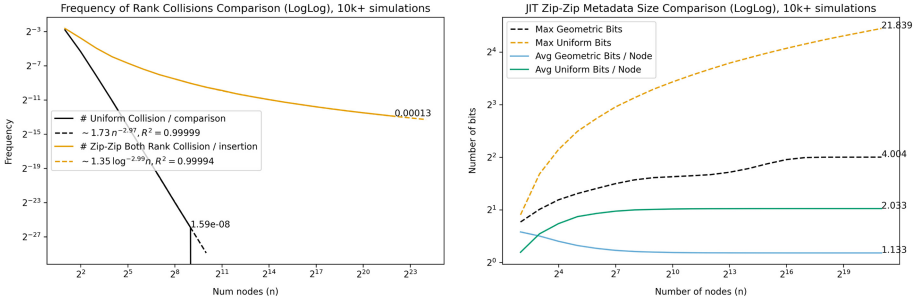 Frequency of Rank Collisions Comparison (LogLog), 10k+ simulations
Frequency
2^-3
2^-7
2^-11
2^-15
2^-19
2^-23
2^-27
0.00013
# Uniform Collision / comparison
~ 1.73 n^-2.97, R^2 = 0.99999
# Zip-Zip Both Rank Collision / insertion
~ 1.35 log^-2.99 n, R^2 = 0.99994
1.59e-08
2^2 2^5 2^8 2^11 2^14 2^17 2^20 2^23
Num nodes (n)
JIT Zip-Zip Metadata Size Comparison (LogLog), 10k+ simulations
Number of bits
2^4
2^3
2^2
2^1
2^0
Max Geometric Bits
Max Uniform Bits
Avg Geometric Bits / Node
Avg Uniform Bits / Node
21.839
4.004
2.033
1.133
2^4 2^7 2^10 2^13 2^16 2^19
Number of nodes (n)